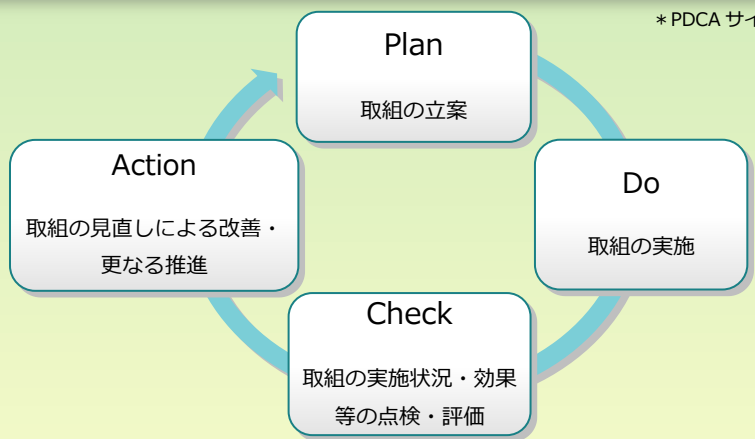 ＊PDCA サイ
Plan
取組の立案
Do
取組の実施
Check
取組の実施状況・効果
等の点検・評価
Action
取組の見直しによる改善・
更なる推進